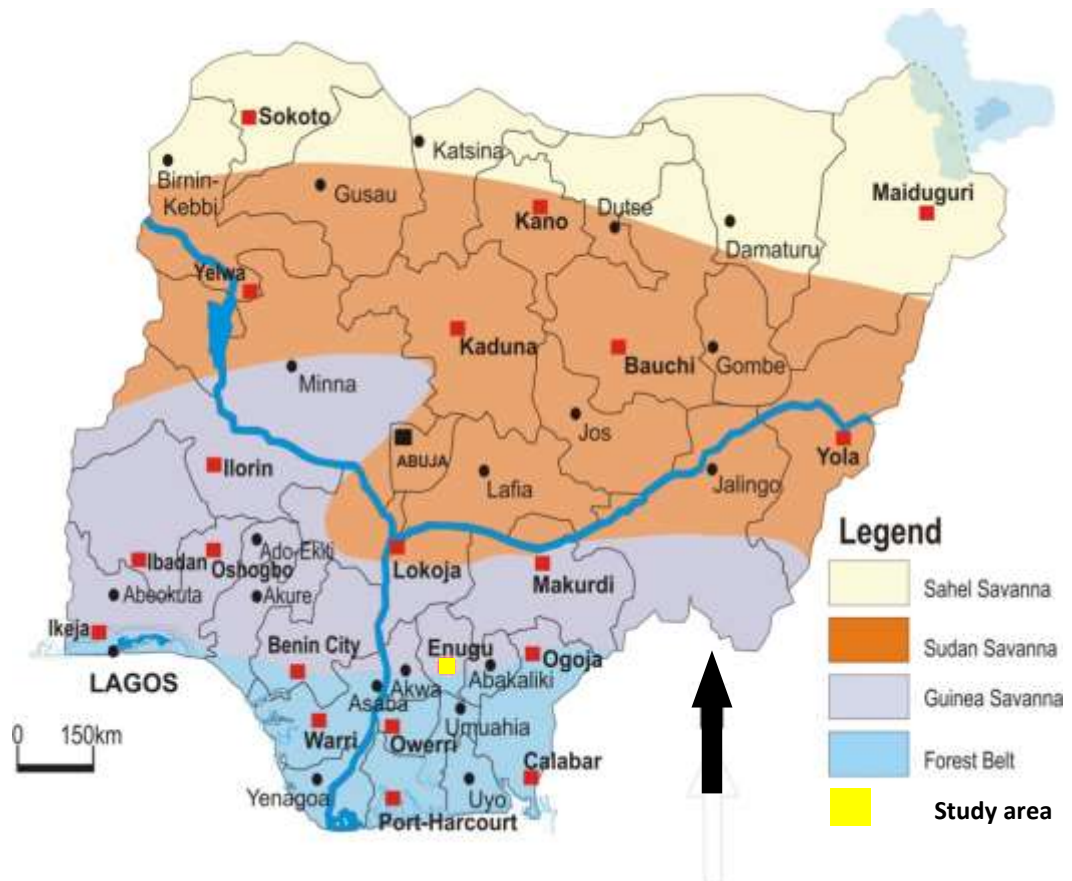 Sokoto
Katsina
Birnin-
Kebbi
Gusau
Kano
Dutse
Maiduguri
Damaturu
Yelwa
Kaduna
Bauchi
Gombe
Minna
Jos
ABUJA
Ilorin
Lafia
Jalingo
Yola
Ado-Ekiti
Ibadan
Oshogbo
Lokoja
Makurdi
Abeokuta
Akure
Ikeja
Benin City
Enugu
Ogoja
LAGOS
Akwa
Abakaliki
Asaba
Umuahia
Warri
Owerri
Calabar
Yenagoa
Uyo
Port-Harcourt
0 150km
Legend
Sahel Savanna
Sudan Savanna
Guinea Savanna
Forest Belt
Study area